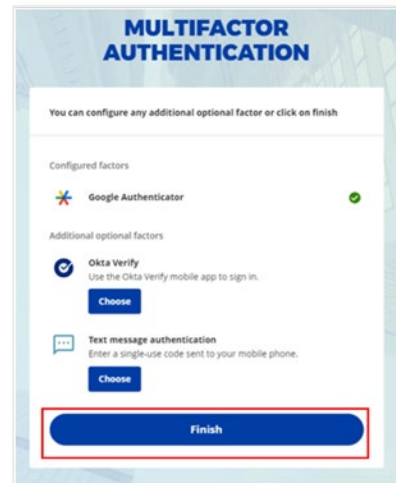 MULTIFACTOR
AUTHENTICATION
You can configure any additional optional factor or click on finish
Configured factors
Google Authenticator
Additional optional factors
Okta Verify
Use the Okta Verify mobile app to sign in.
Choose
Text message authentication
Enter a single-use code sent to your mobile phone.
Choose
Finish